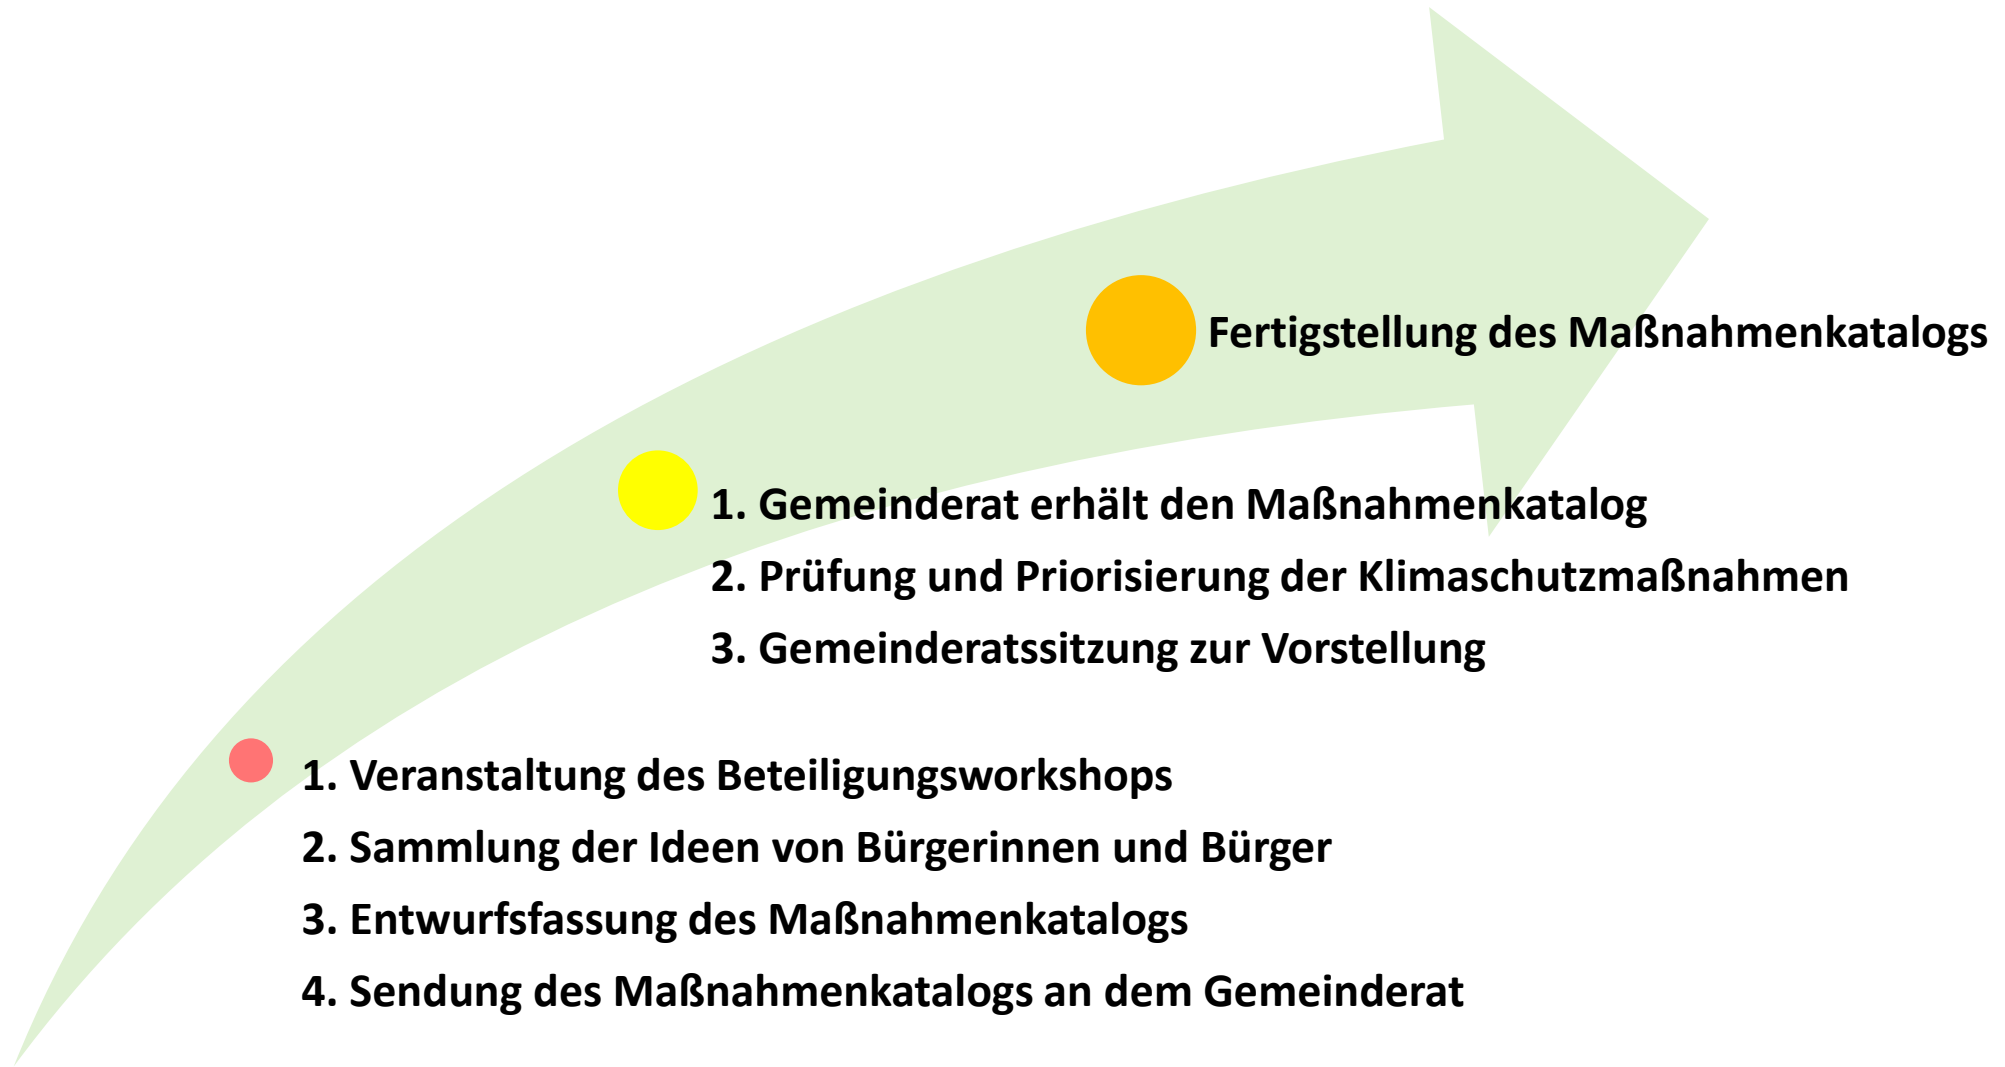 Fertigstellung des Maßnahmenkatalogs
1. Gemeinderat erhält den Maßnahmenkatalog
2. Prüfung und Priorisierung der Klimaschutzmaßnahmen
3. Gemeinderatssitzung zur Vorstellung
1. Veranstaltung des Beteiligungsworkshops
2. Sammlung der Ideen von Bürgerinnen und Bürger
3. Entwurfsfassung des Maßnahmenkatalogs
4. Sendung des Maßnahmenkatalogs an dem Gemeinderat